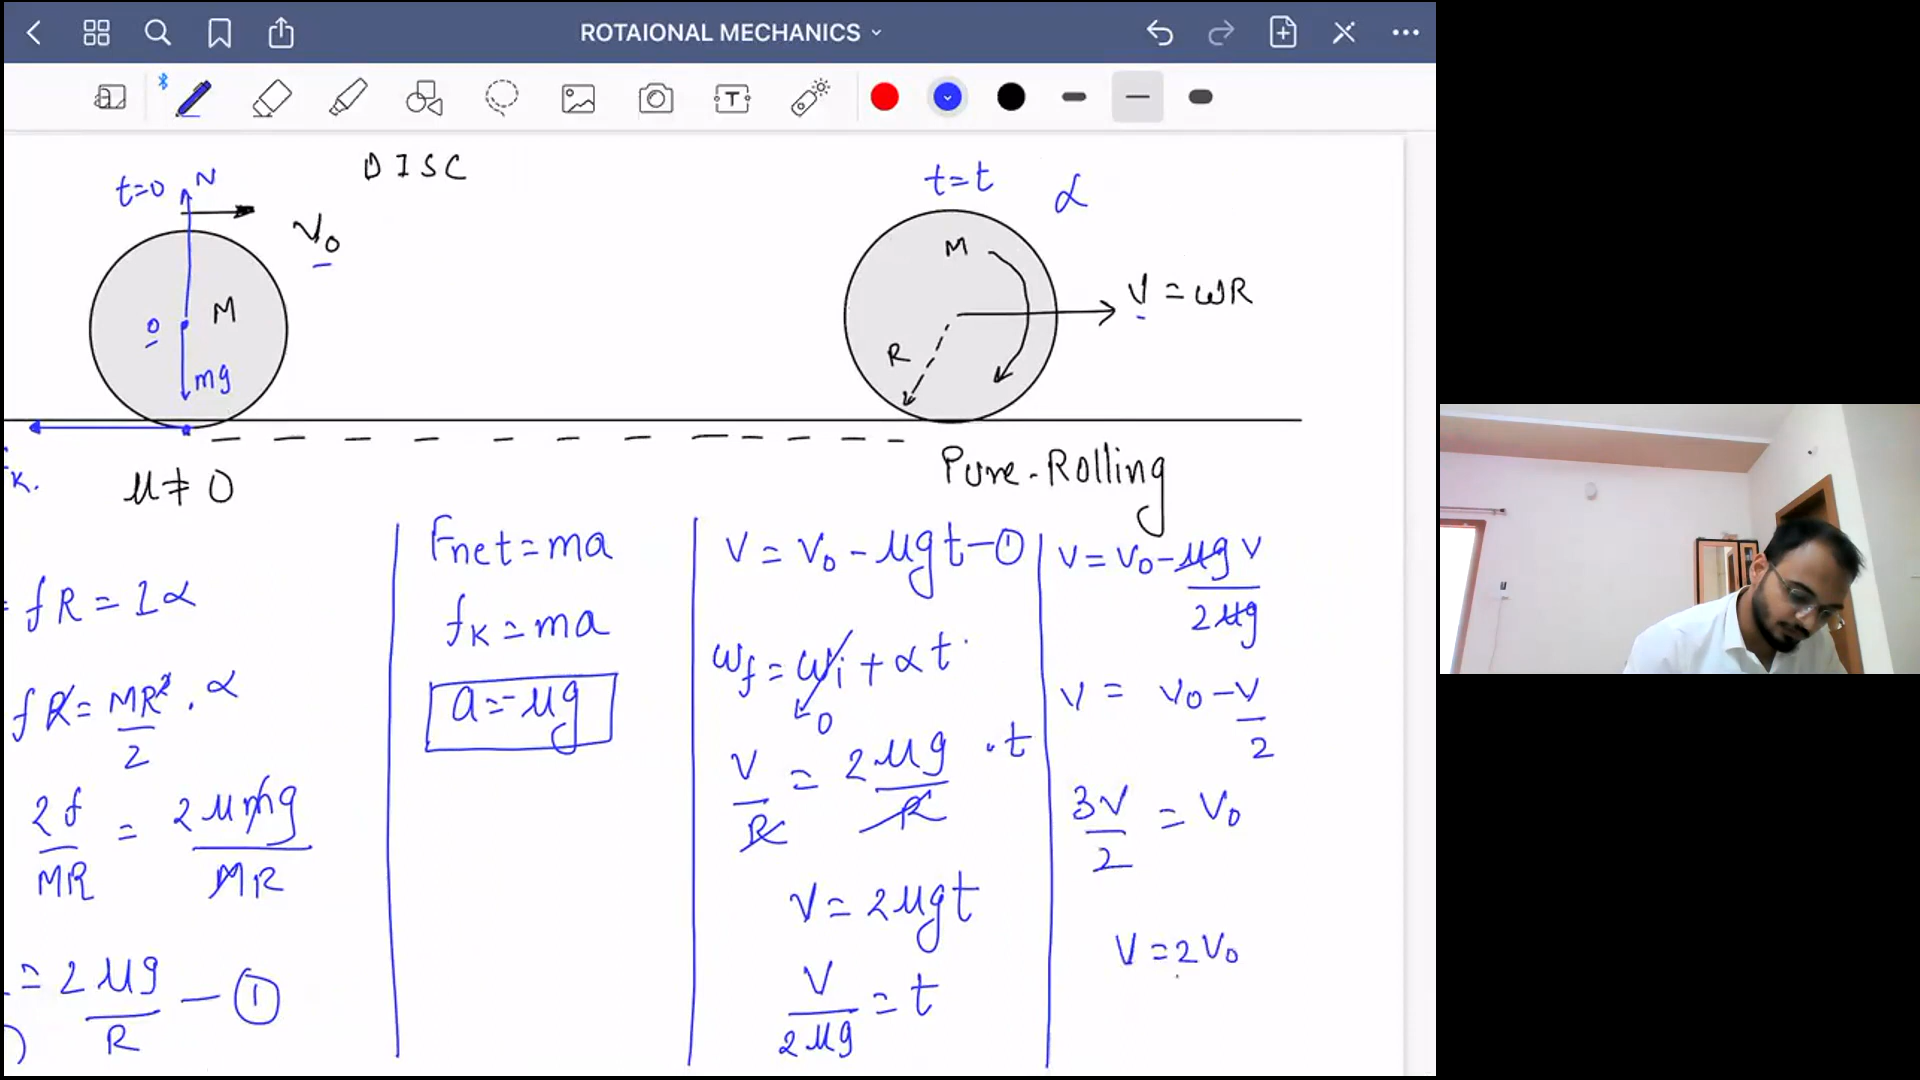 ROTAIONAL MECHANICS
DISC
t=0
N
V₀
0
M
mg
K.
μ≠0
t=t
α
M
R
V = ωR
Pure-Rolling
fR = Iα
fR = MR²/2 . α
2f/MR = 2μmg/MR
= 2μg/R — ①
Fnet = ma
fK = ma
a = -μg
V = V₀ - μgt — ①
ωf = ωi + αt
0
V/R = 2μg/R . t
V = 2μgt
V/2μg = t
V = V₀ - μgV/2μg
V = V₀ - V/2
3V/2 = V₀
V = 2V₀